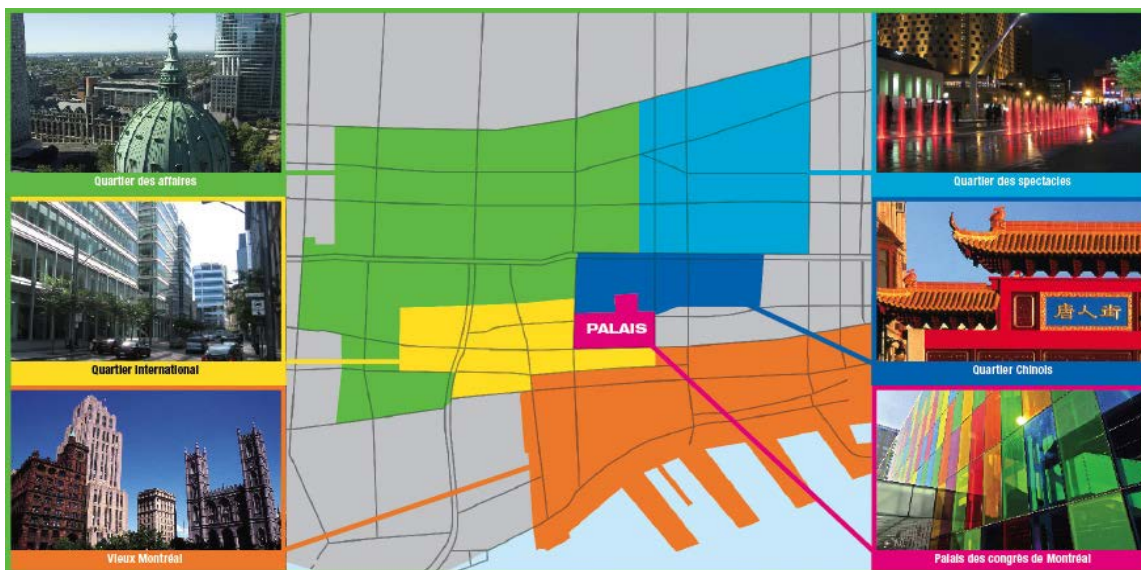 Quartier des affaires
Quartier des spectacles
Quartier International
唐人街
Quartier Chinois
PALAIS
Vieux Montréal
Palais des congrès de Montréal